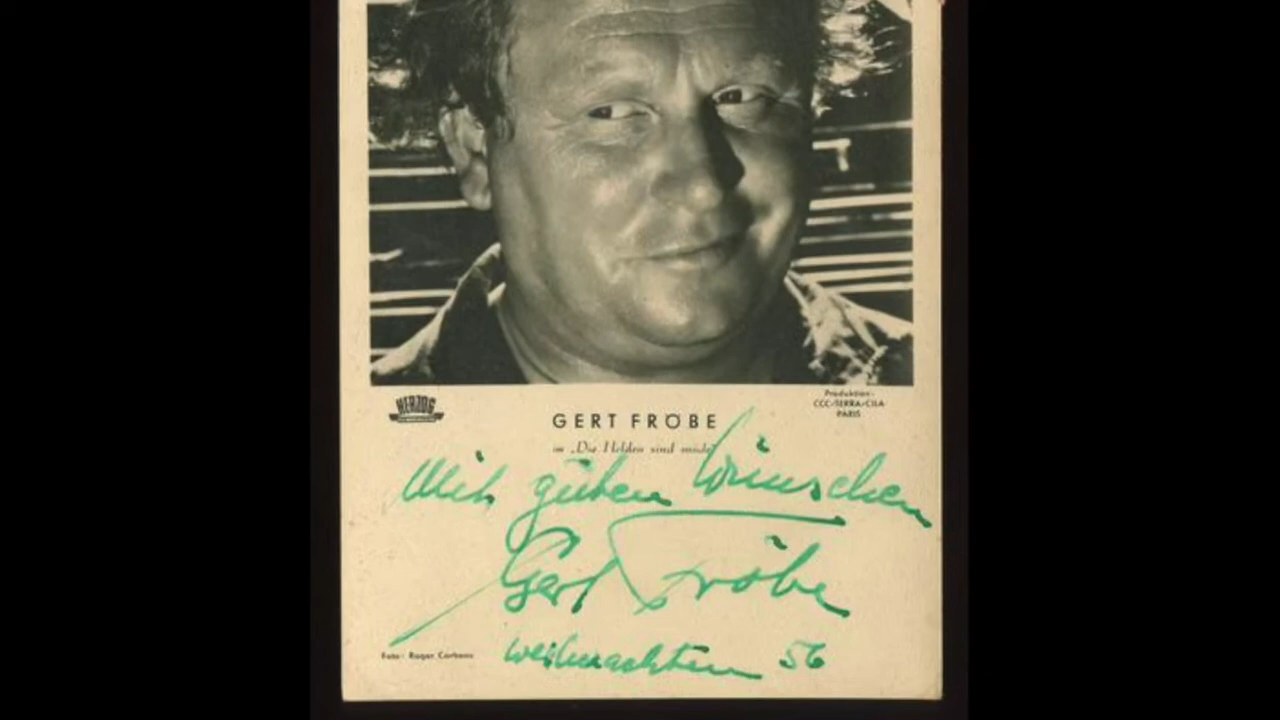 HERZOG
Produktion:
CCC-TERRA-CILA
PARIS
GERT FRÖBE
in „Die Helden sind müde"
Mit guten Wünschen
Gert Fröbe
Weihnachten 56
Foto: Roger Corbeau